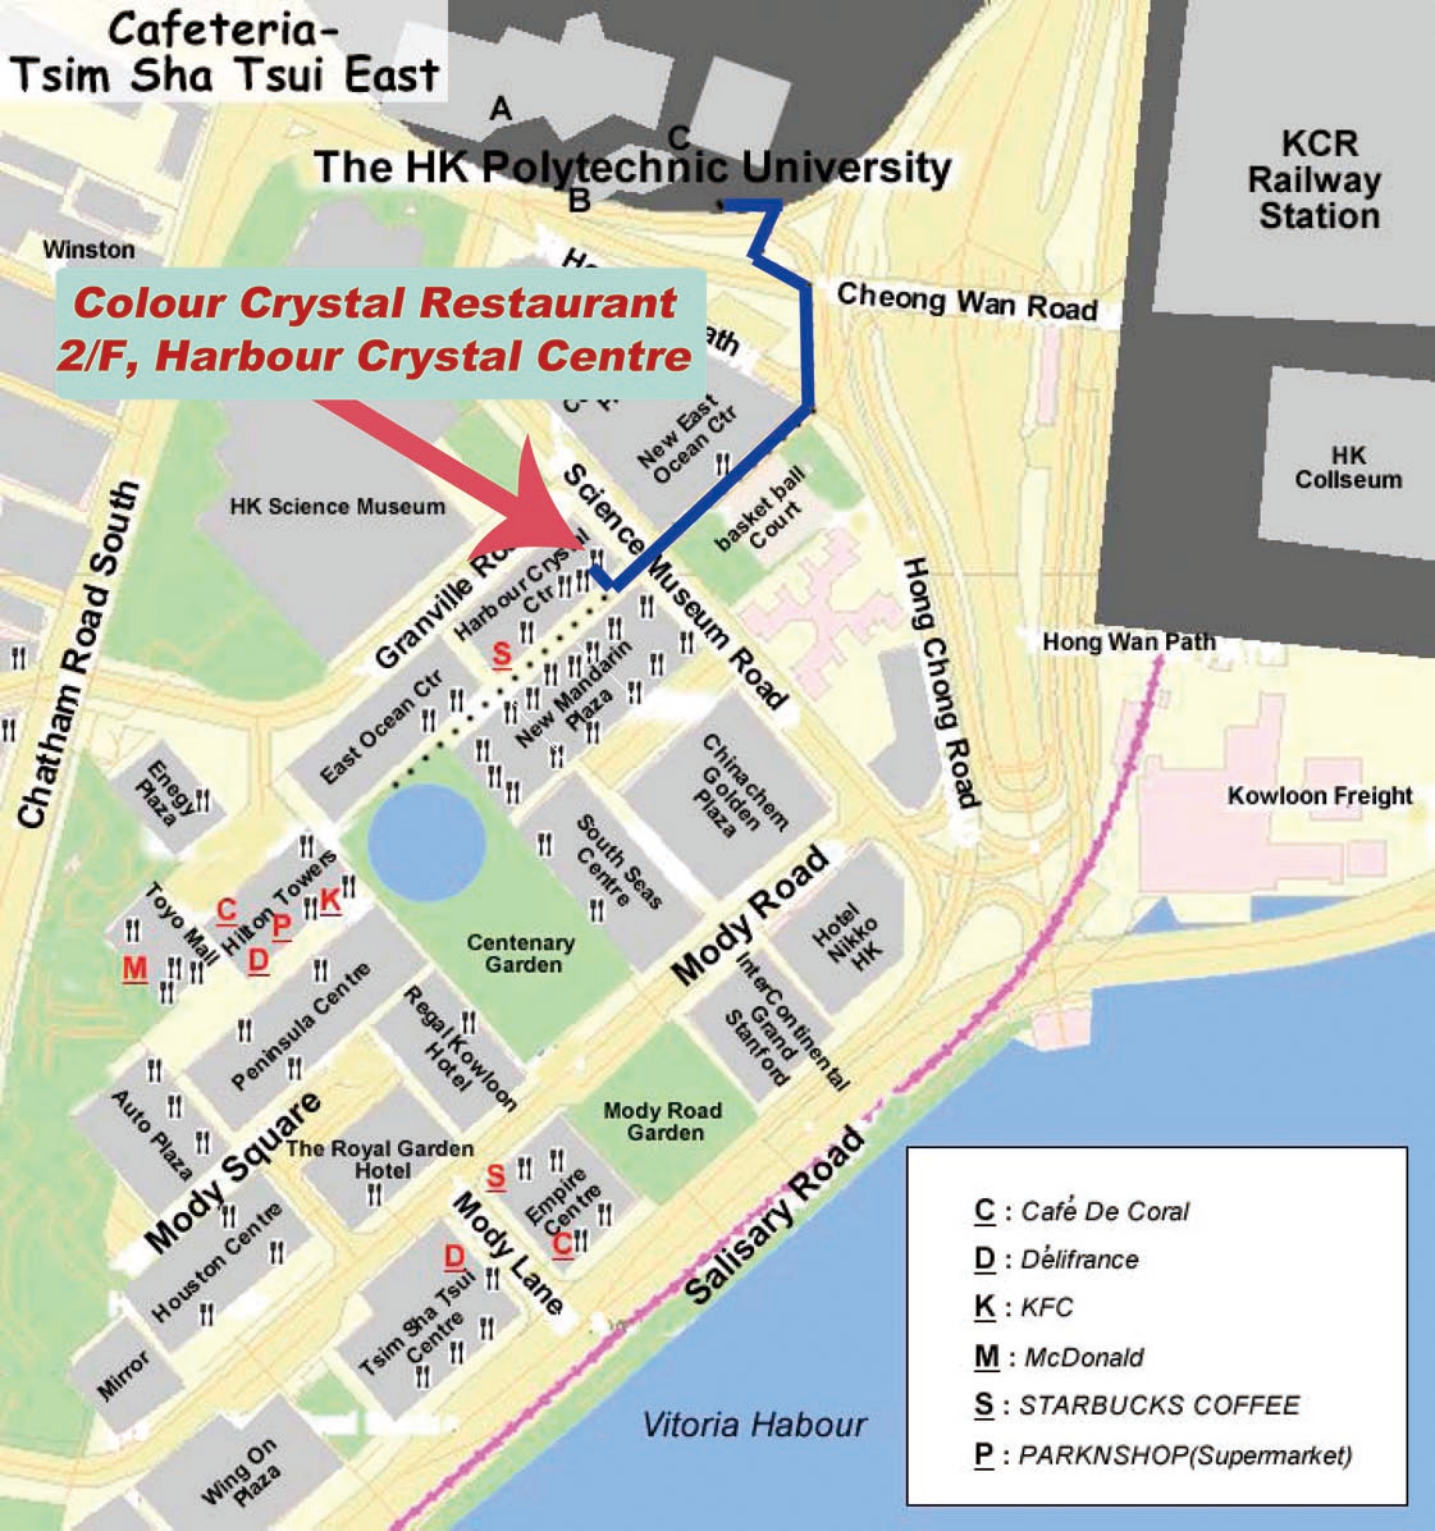 Cafeteria-
Tsim Sha Tsui East
A
C
The HK Polytechnic University
B
KCR
Railway
Station
Winston
Colour Crystal Restaurant
2/F, Harbour Crystal Centre
Cheong Wan Road
New East
Ocean Ctr
HK
Collseum
HK Science Museum
basket ball
Court
Science Museum Road
Granville
Harbour Crystal
Ctr
S
Chatham Road South
Hong Chong Road
Hong Wan Path
East Ocean Ctr
New Mandarin
Plaza
Enegy
Plaza
Chinachem
Golden
Plaza
Kowloon Freight
South Seas
Centre
Toyo Mall
C
Hilton Towers
K
P
D
M
Centenary
Garden
Mody Road
Hotel
Nikko
HK
InterContinental
Grand
Stanford
Peninsula Centre
Regal Kowloon
Hotel
Auto Plaza
Mody Square
The Royal Garden
Hotel
Mody Road
Garden
S
Empire
Centre
C
Mody Lane
Salisary Road
Houston Centre
D
Tsim Sha Tsui
Centre
Mirror
Wing On
Plaza
Vitoria Habour
C : Café De Coral
D : Délifrance
K : KFC
M : McDonald
S : STARBUCKS COFFEE
P : PARKNSHOP(Supermarket)